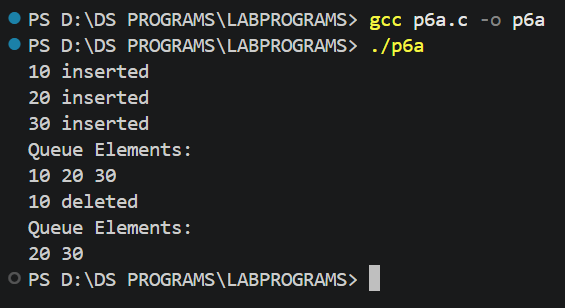 PS D:\DS PROGRAMS\LABPROGRAMS> gcc p6a.c -o p6a
PS D:\DS PROGRAMS\LABPROGRAMS> ./p6a
10 inserted
20 inserted
30 inserted
Queue Elements:
10 20 30
10 deleted
Queue Elements:
20 30
PS D:\DS PROGRAMS\LABPROGRAMS>